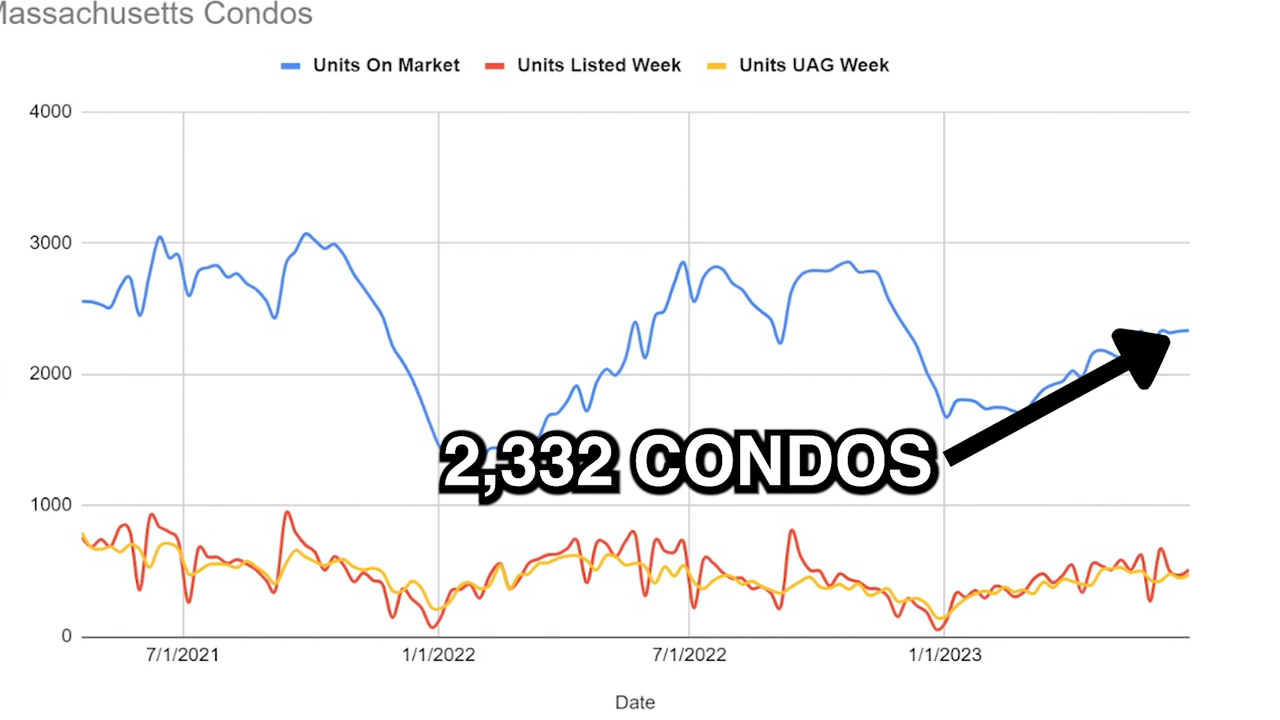 Massachusetts Condos
Units On Market Units Listed Week Units UAG Week
4000
3000
2000
2,332 CONDOS
1000
0
7/1/2021 1/1/2022 7/1/2022 1/1/2023
Date